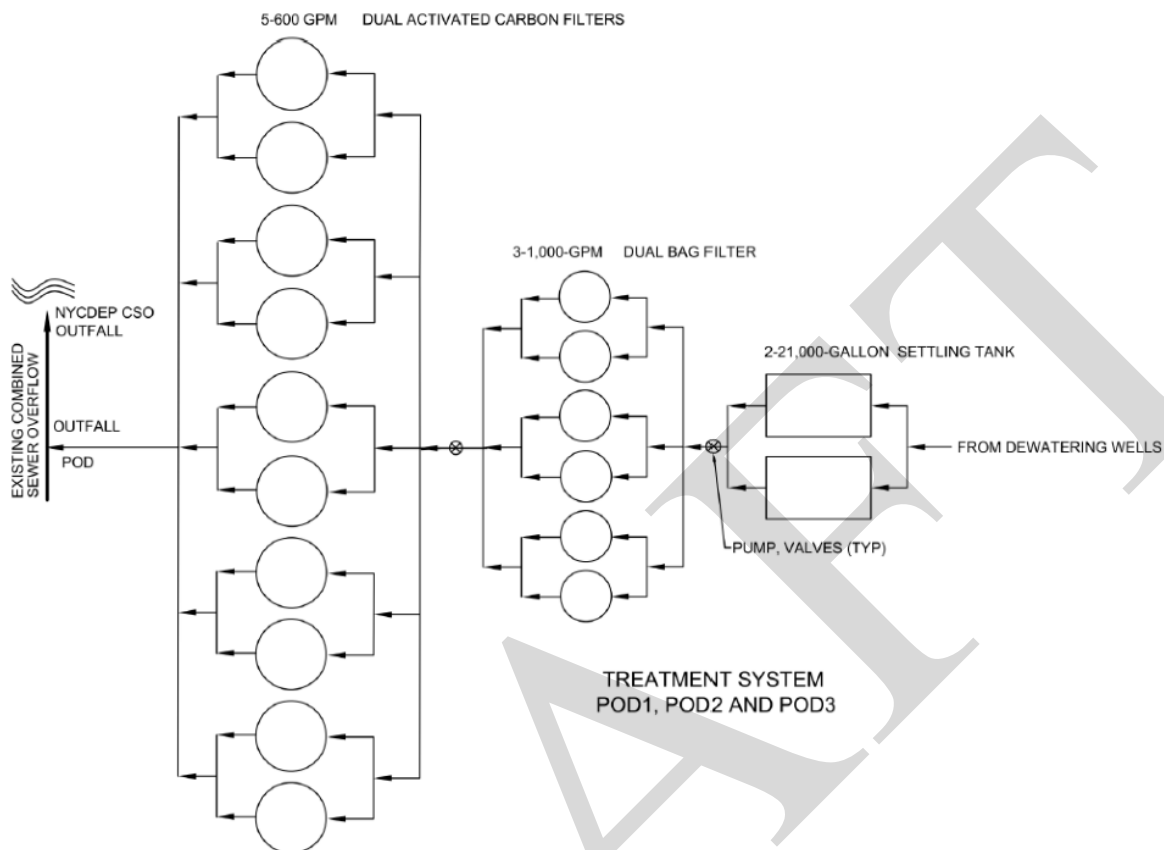 5-600 GPM DUAL ACTIVATED CARBON FILTERS
3-1,000-GPM DUAL BAG FILTER
2-21,000-GALLON SETTLING TANK
NYCDEP CSO
OUTFALL
EXISTING COMBINED
SEWER OVERFLOW
OUTFALL
POD
FROM DEWATERING WELLS
PUMP, VALVES (TYP)
TREATMENT SYSTEM
POD1, POD2 AND POD3
AFT